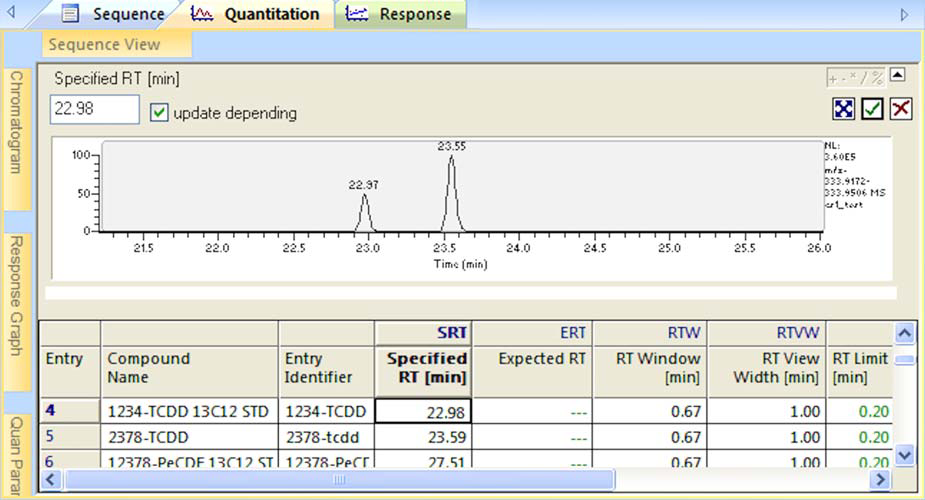 Sequence Quantitation Response
Sequence View
Chromatogram
Response Graph
Specified RT [min]
+ - * / %
22.98
update depending
100
50
0
22.97
23.55
21.5 22.0 22.5 23.0 23.5 24.0 24.5 25.0 25.5 26.0
Time (min)
NL:
3.60E5
m/z=
333.9172-
333.9506 MS
SRT ERT RTW RTVW
Entry Compound Name Entry Identifier Specified RT [min] Expected RT RT Window [min] RT View Width [min] RT Limit [min]
4 1234-TCDD 13C12 STD 1234-TCDD 22.98 --- 0.67 1.00 0.20
5 2378-TCDD 2378-tcdd 23.59 --- 0.67 1.00 0.20
6 12378-PeCDF 13C12 ST 12378-PeCF 27.51 --- 0.67 1.00 0.20
Quan Parar